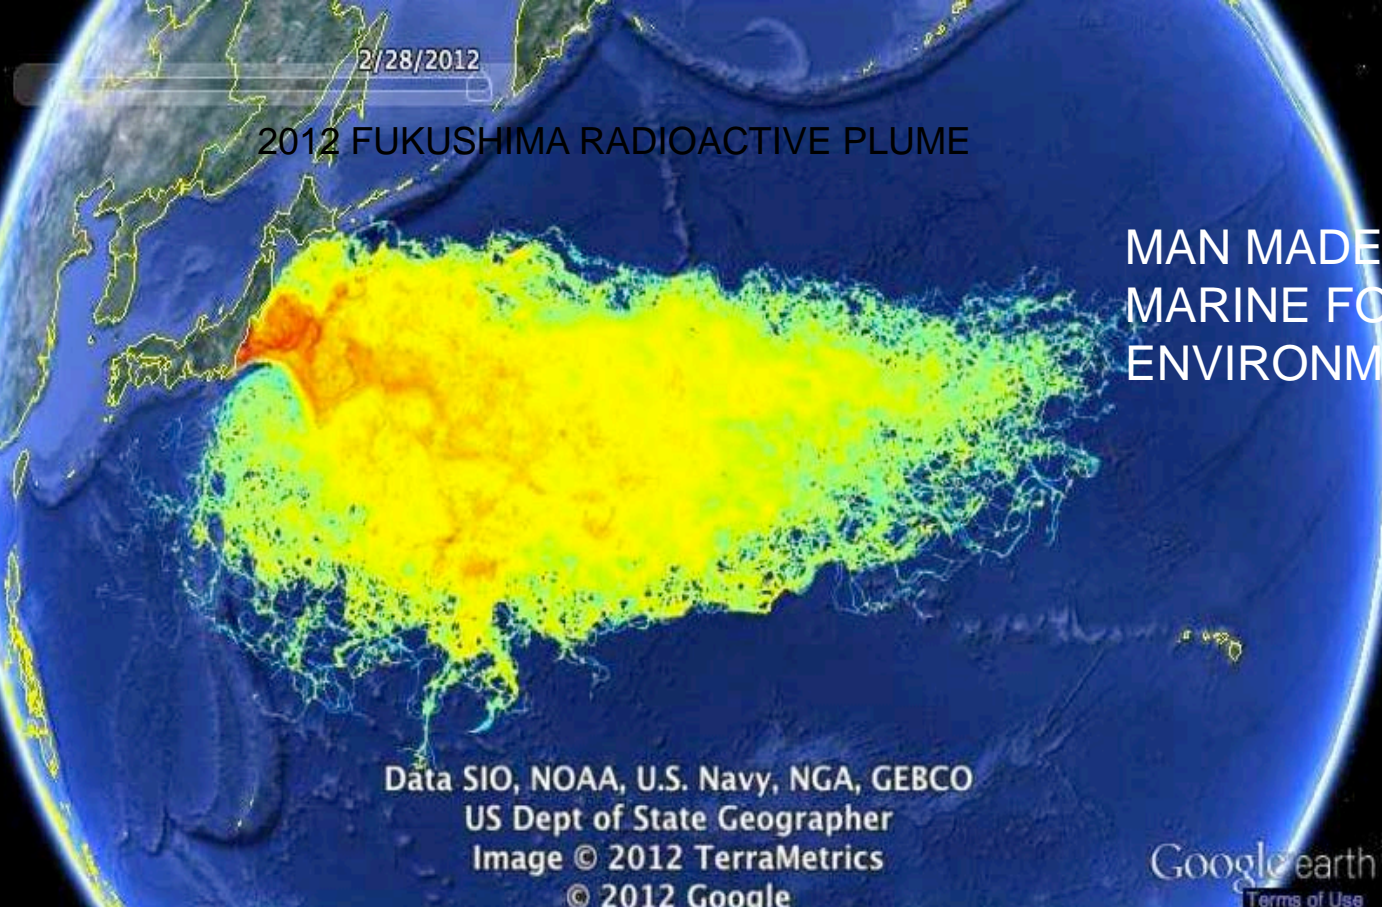 2/28/2012
2012 FUKUSHIMA RADIOACTIVE PLUME
MAN MADE
MARINE
Data SIO, NOAA, U.S. Navy, NGA, GEBCO
US Dept of State Geographer
Image © 2012 TerraMetrics
© 2012 Google
Google earth
Terms of Use